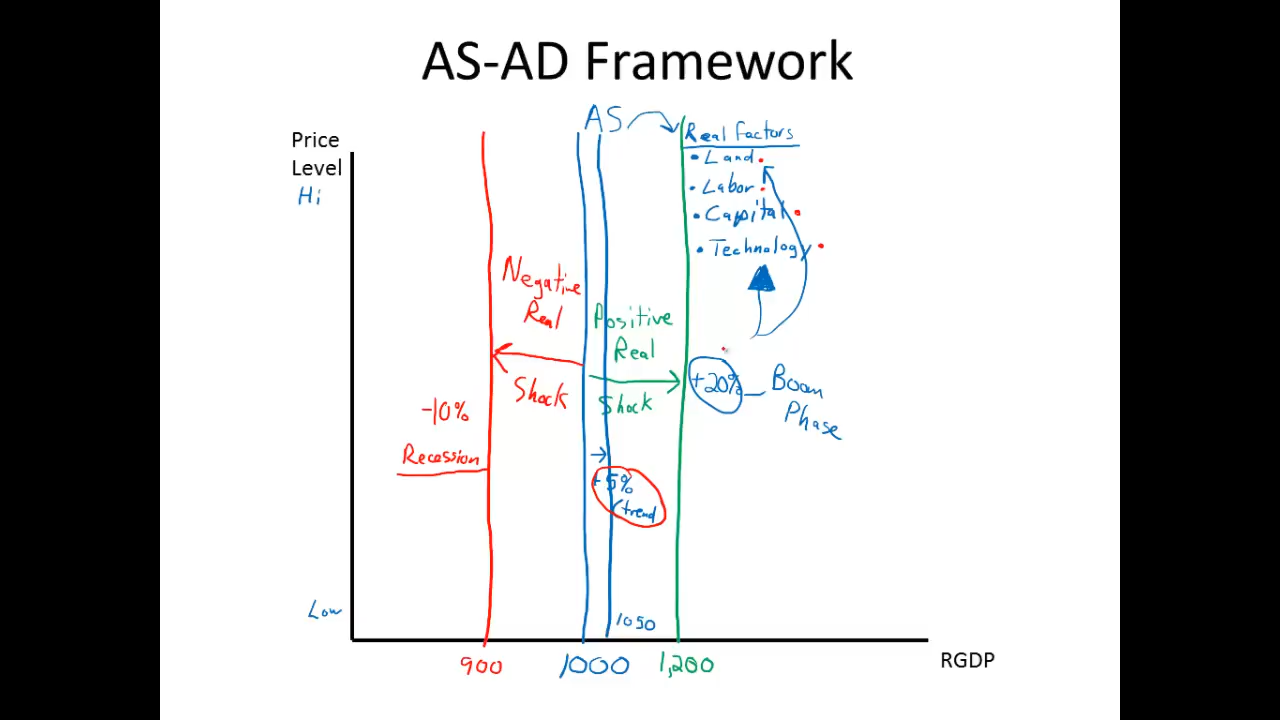 AS-AD Framework
AS
Price
Level
Hi
Real Factors
• Land
• Labor
• Capital
• Technology
Negative
Real
Shock
Positive
Real
Shock
-10%
Recession
+20%
Boom
Phase
+5%
(trend
Low
1050
900
1000
1,200
RGDP